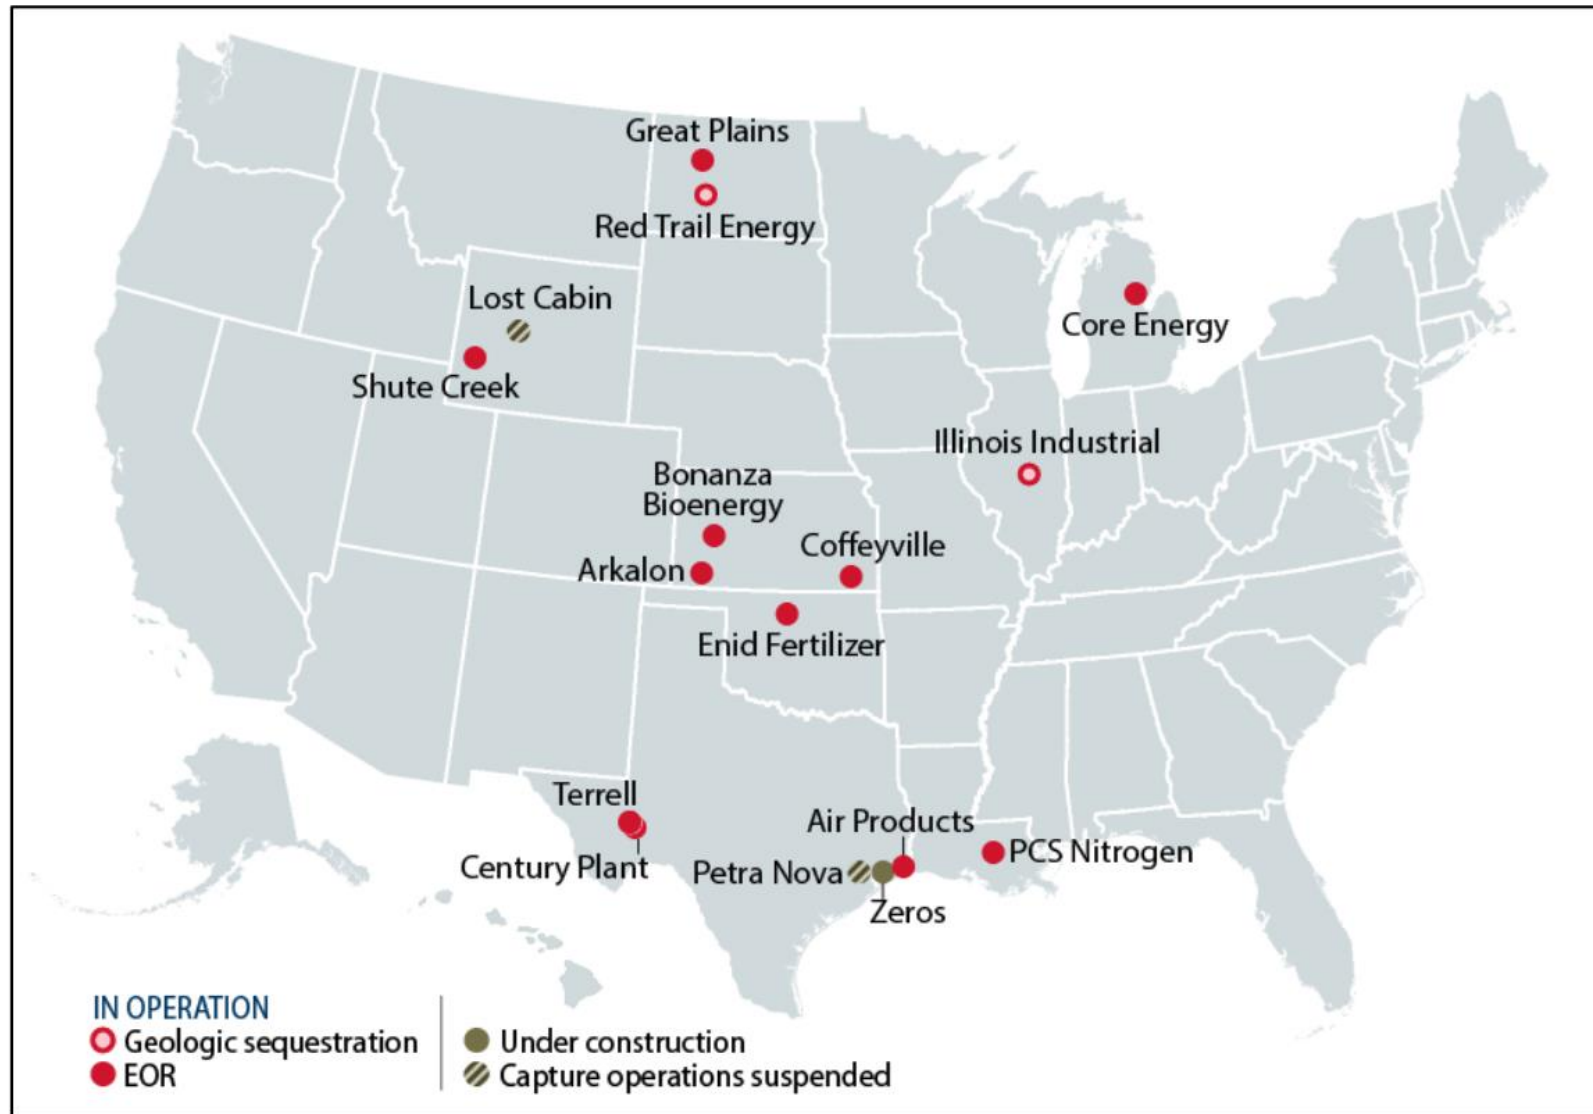 Great Plains
Red Trail Energy
Lost Cabin
Shute Creek
Core Energy
Illinois Industrial
Bonanza
Bioenergy
Coffeyville
Arkalon
Enid Fertilizer
Terrell
Century Plant
Air Products
Petra Nova
PCS Nitrogen
Zeros
IN OPERATION
Geologic sequestration
EOR
Under construction
Capture operations suspended